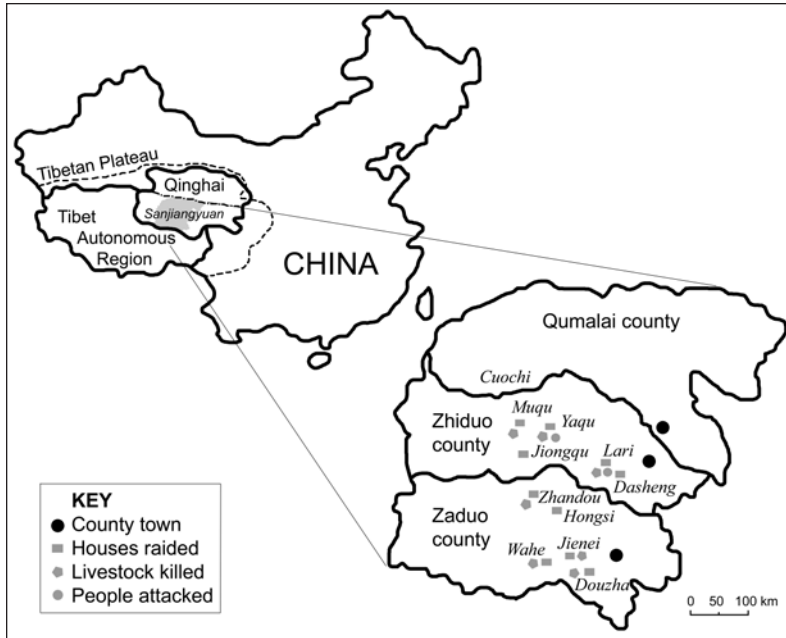 Tibetan Plateau
Qinghai
Sanjiangyuan
Tibet
Autonomous
Region
CHINA
Qumalai county
Cuochi
Muqu
Yaqu
Zhiduo
county
Jiongqu
Lari
Dasheng
Zhandou
Hongsi
Zaduo
county
Wahe
Jienei
Douzha
KEY
County town
Houses raided
Livestock killed
People attacked
0 50 100 km